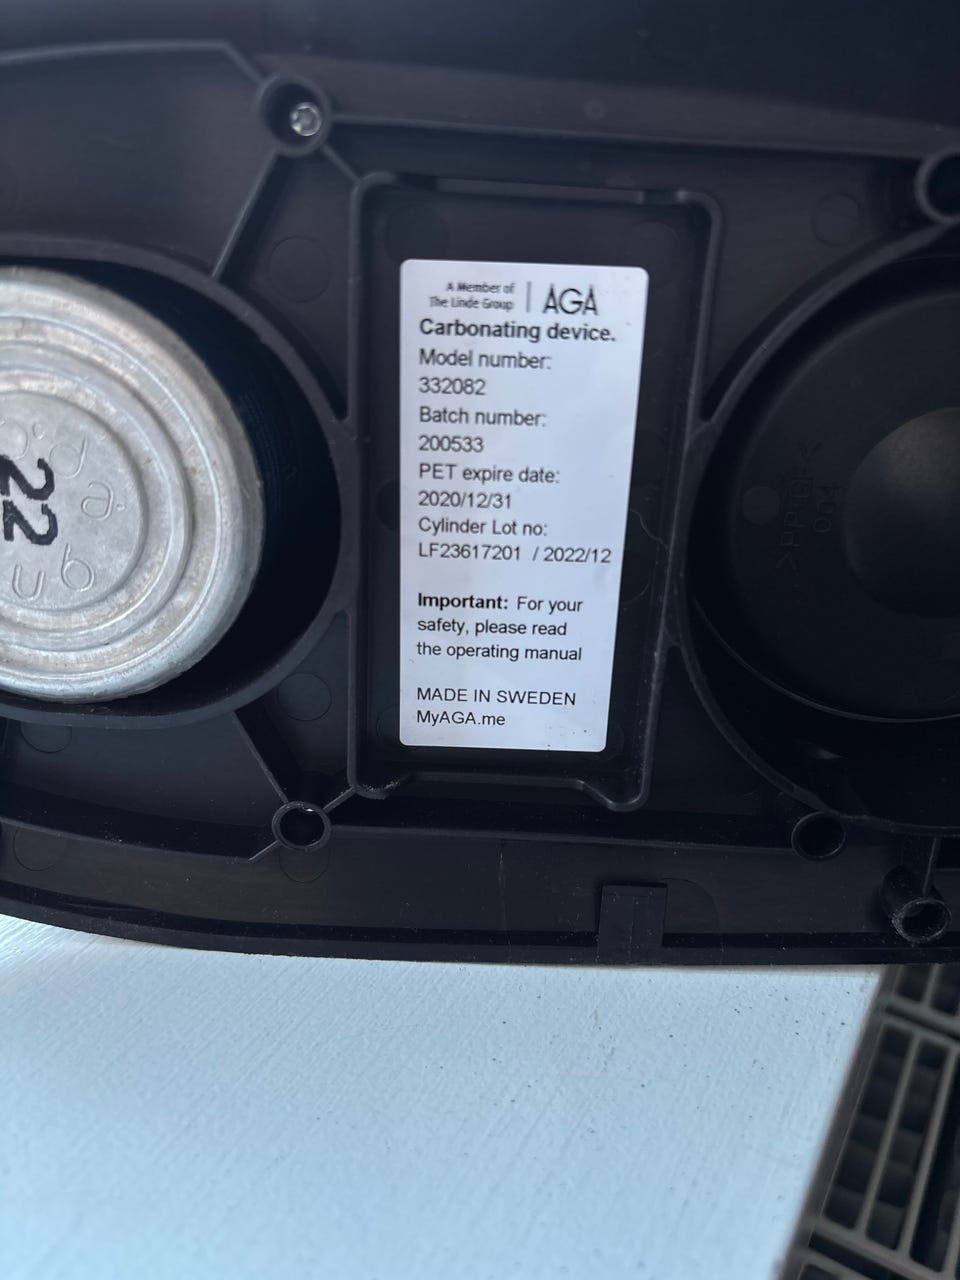 A Member of
The Linde Group
AGA
Carbonating device.
Model number:
332082
Batch number:
200533
PET expire date:
2020/12/31
Cylinder Lot no:
LF23617201 / 2022/12
Important: For your
safety, please read
the operating manual
MADE IN SWEDEN
MyAGA.me
22